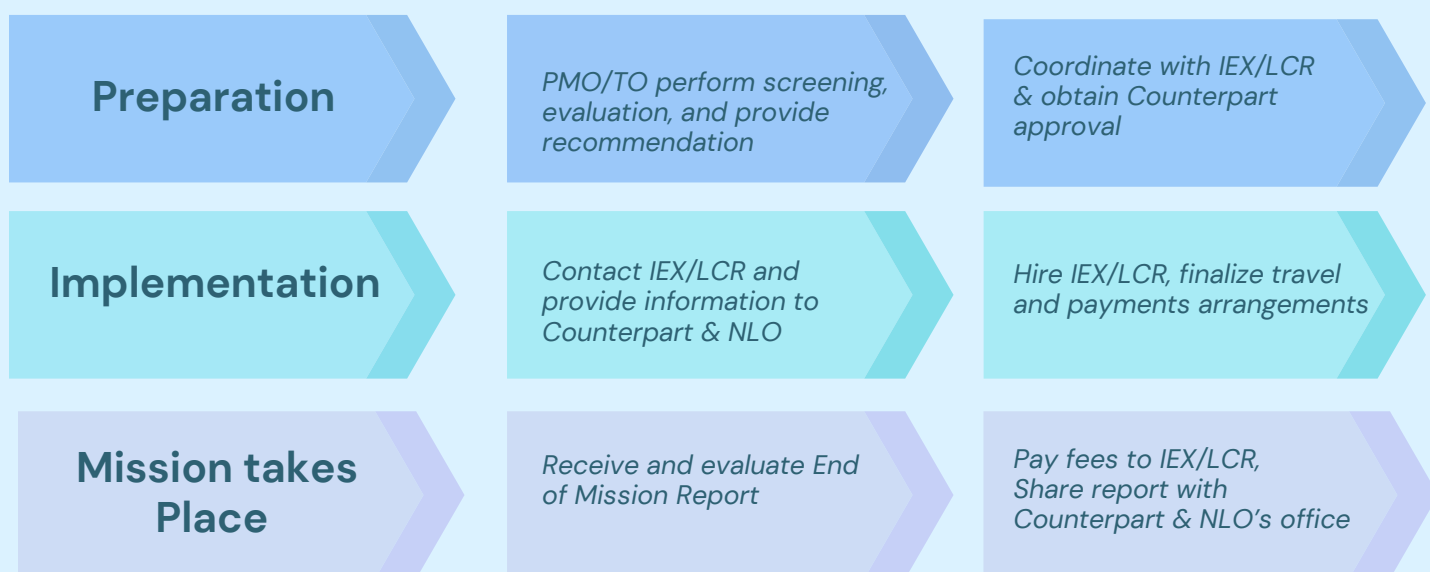 Preparation
PMO/TO perform screening,
evaluation, and provide
recommendation
Coordinate with IEX/LCR
& obtain Counterpart
approval
Implementation
Contact IEX/LCR and
provide information to
Counterpart & NLO
Hire IEX/LCR, finalize travel
and payments arrangements
Mission takes
Place
Receive and evaluate End
of Mission Report
Pay fees to IEX/LCR,
Share report with
Counterpart & NLO’s office